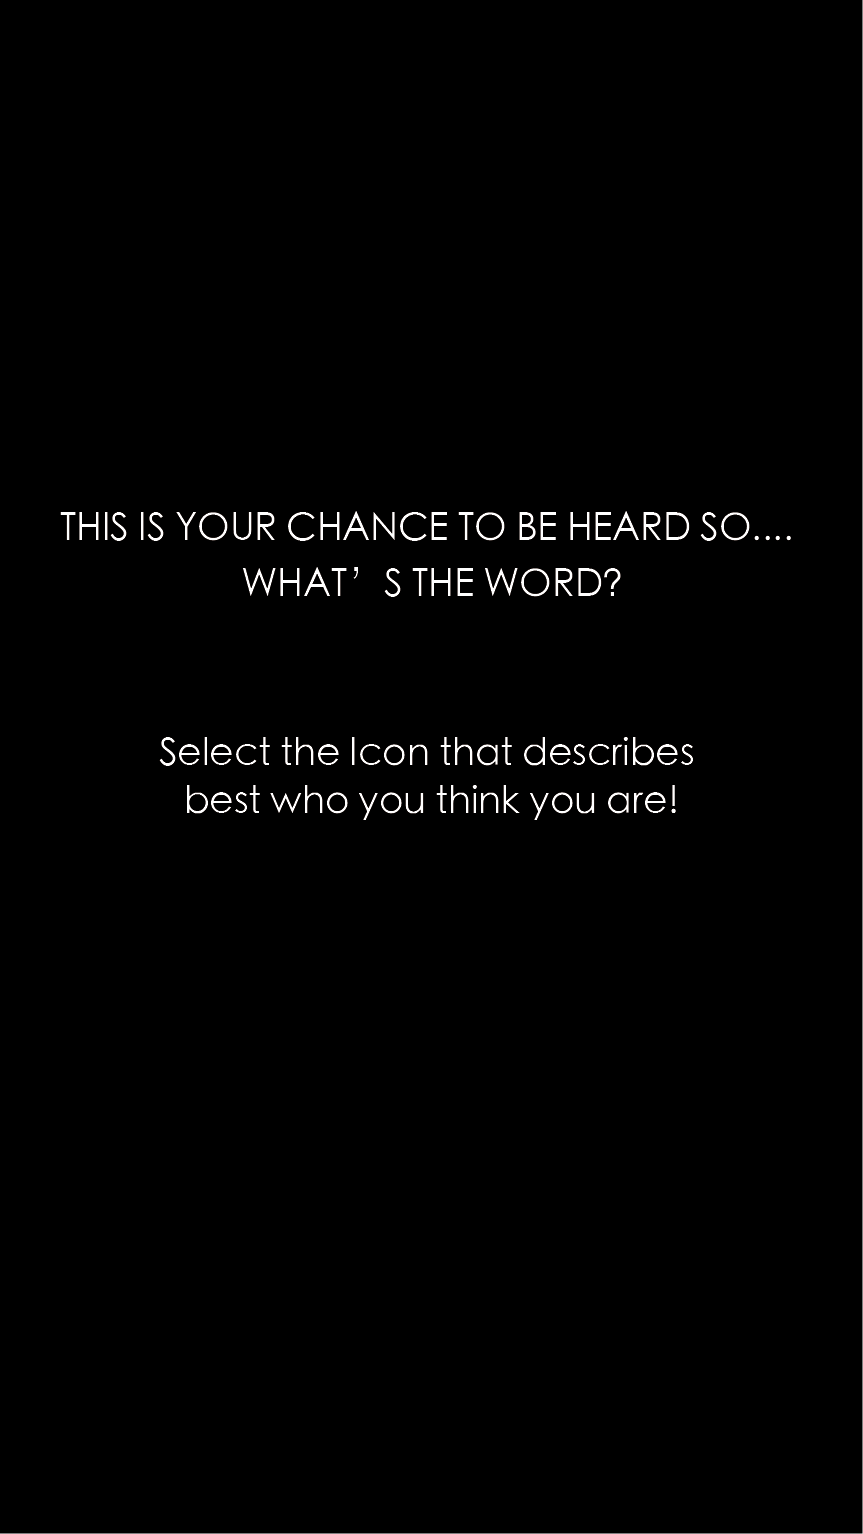 THIS IS YOUR CHANCE TO BE HEARD SO....
WHAT’S THE WORD?
Select the Icon that describes
best who you think you are!